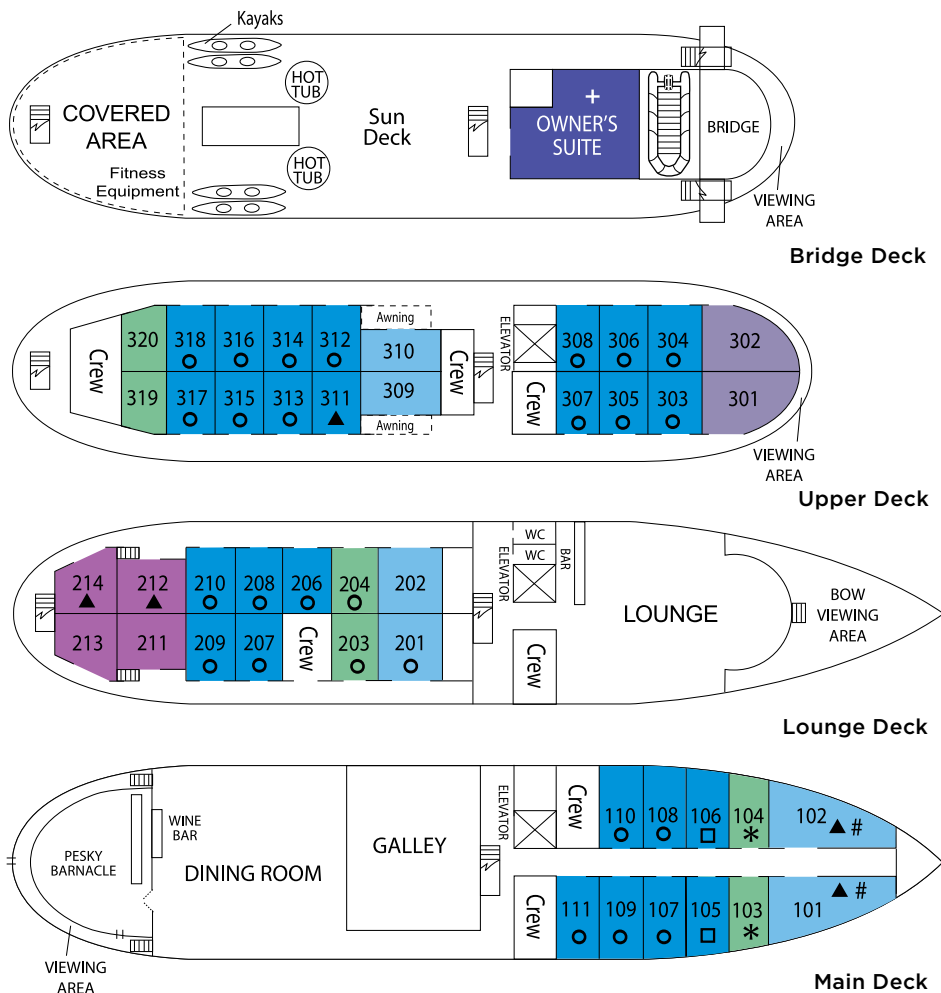 Kayaks
HOT
TUB
COVERED
AREA
Sun
Deck
+
OWNER'S
SUITE
BRIDGE
HOT
TUB
Fitness
Equipment
VIEWING
AREA
Bridge Deck
320
318
316
314
312
Awning
310
ELEVATOR
308
306
304
302
Crew
Crew
Crew
319
317
315
313
311
309
Awning
307
305
303
301
VIEWING
AREA
Upper Deck
214
212
210
208
206
204
202
ELEVATOR
WC
WC
BAR
LOUNGE
BOW
VIEWING
AREA
213
211
209
207
Crew
203
201
Crew
Lounge Deck
PESKY
BARNACLE
WINE
BAR
DINING ROOM
GALLEY
ELEVATOR
Crew
110
108
106
104
*
102
#
Crew
111
109
107
105
103
*
101
#
VIEWING
AREA
Main Deck